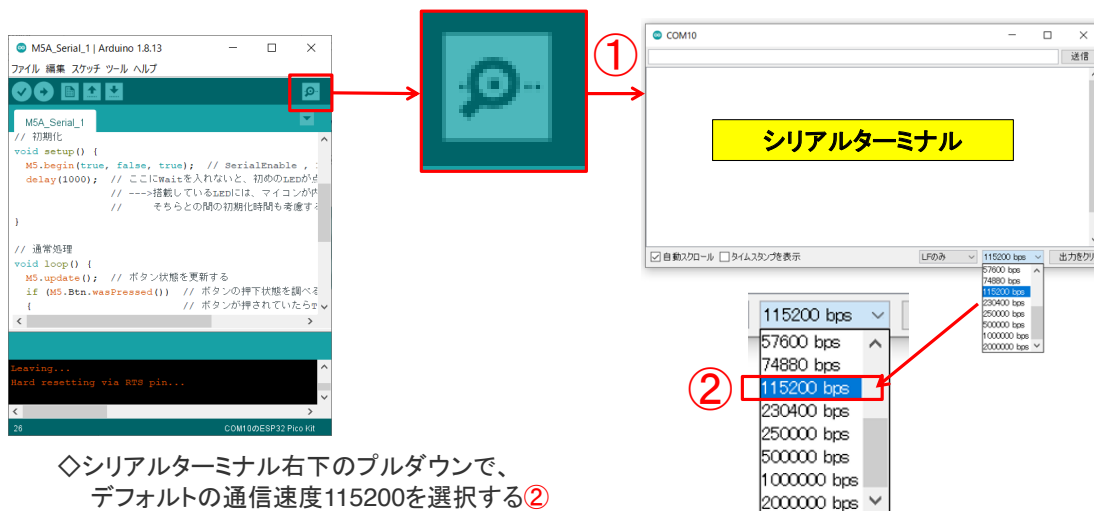 M5A_Serial_1 | Arduino 1.8.13
ファイル 編集 スケッチ ツール ヘルプ
M5A_Serial_1
// 初期化
void setup() {
M5.begin(true, false, true); // SerialEnable ,
delay(1000); // ここにWaitを入れないと、初めのLEDが
// --->搭載しているLEDには、マイコンが内
// そちらとの間の初期化時間も考慮する
}
// 通常処理
void loop() {
M5.update(); // ボタン状態を更新する
if (M5.Btn.wasPressed()) // ボタンの押下状態を調べる
{ // ボタンが押されていたら
Leaving...
Hard resetting via RTS pin...
26 COM10のESP32 Pico Kit
①
COM10
送信
シリアルターミナル
自動スクロール タイムスタンプを表示 LFのみ 115200 bps 出力をクリ
57600 bps
74880 bps
115200 bps
230400 bps
250000 bps
500000 bps
1000000 bps
2000000 bps
②
115200 bps
57600 bps
74880 bps
115200 bps
230400 bps
250000 bps
500000 bps
1000000 bps
2000000 bps
◇シリアルターミナル右下のプルダウンで、
デフォルトの通信速度115200を選択する②